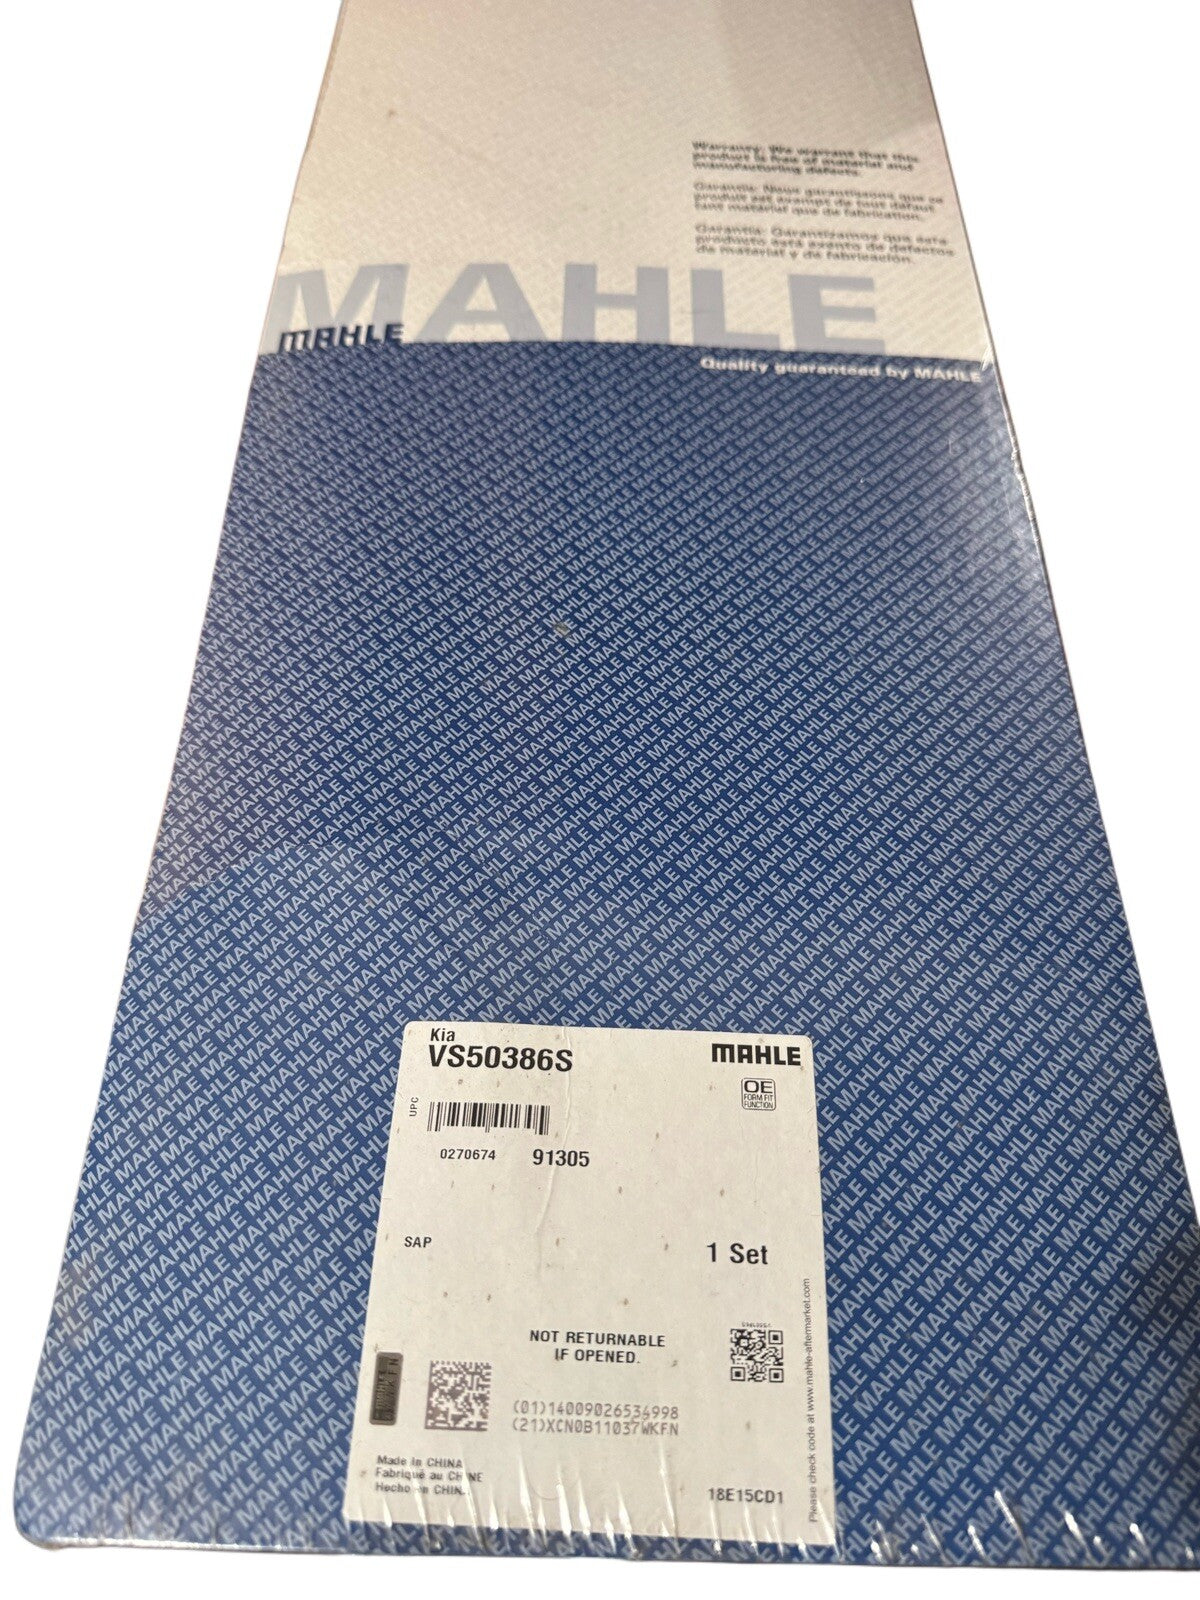 Warranty: We warrant that this
product is free of material and
manufacturing defects.
Garantie: Nous garantissons que ce
produit est exempt de tout défaut
tant matériel que de fabrication.
Garantía: Garantizamos que este
producto está exento de defectos
de material y de fabricación.
MAHLE
MAHLE
Quality guaranteed by MAHLE
Kia
VS50386S
MAHLE
OE
FORM FIT
FUNCTION
UPC
0270674 91305
SAP
1 Set
NOT RETURNABLE
IF OPENED.
(01)14009026534998
(21)XCN0B11037WKFN
Made in CHINA
Fabriqué au CHINE
Hecho en CHINA
18E15CD1
Please check code at www.mahle-aftermarket.com